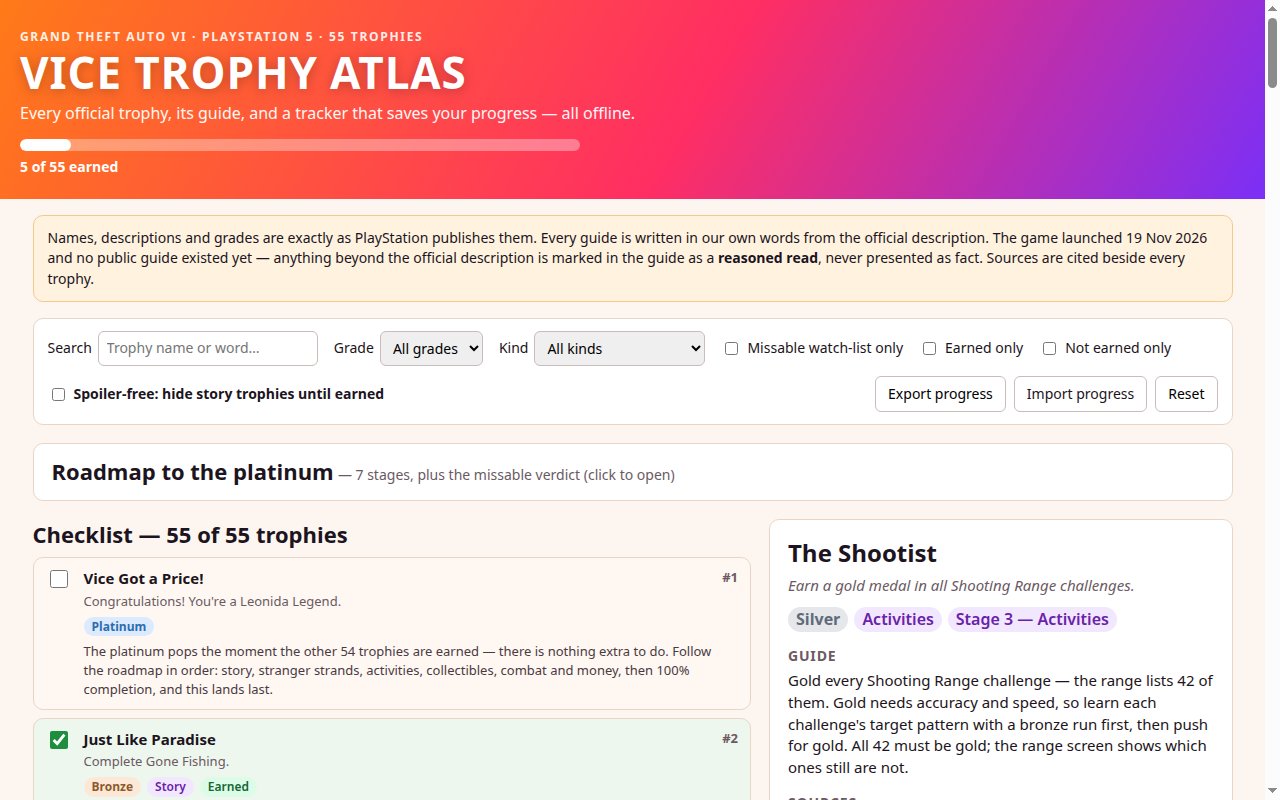 GRAND THEFT AUTO VI · PLAYSTATION 5 · 55 TROPHIES
VICE TROPHY ATLAS
Every official trophy, its guide, and a tracker that saves your progress — all offline.
5 of 55 earned
Names, descriptions and grades are exactly as PlayStation publishes them. Every guide is written in our own words from the official description. The game launched 19 Nov 2026
and no public guide existed yet — anything beyond the official description is marked in the guide as a reasoned read, never presented as fact. Sources are cited beside every
trophy.
Search Trophy name or word... Grade All grades Kind All kinds Missable watch-list only Earned only Not earned only
Spoiler-free: hide story trophies until earned Export progress Import progress Reset
Roadmap to the platinum — 7 stages, plus the missable verdict (click to open)
Checklist — 55 of 55 trophies
Vice Got a Price! #1
Congratulations! You're a Leonida Legend.
Platinum
The platinum pops the moment the other 54 trophies are earned — there is nothing extra to do. Follow
the roadmap in order: story, stranger strands, activities, collectibles, combat and money, then 100%
completion, and this lands last.
Just Like Paradise #2
Complete Gone Fishing.
Bronze Story Earned
The Shootist
Earn a gold medal in all Shooting Range challenges.
Silver Activities Stage 3 — Activities
GUIDE
Gold every Shooting Range challenge — the range lists 42 of
them. Gold needs accuracy and speed, so learn each
challenge's target pattern with a bronze run first, then push
for gold. All 42 must be gold; the range screen shows which
ones still are not.